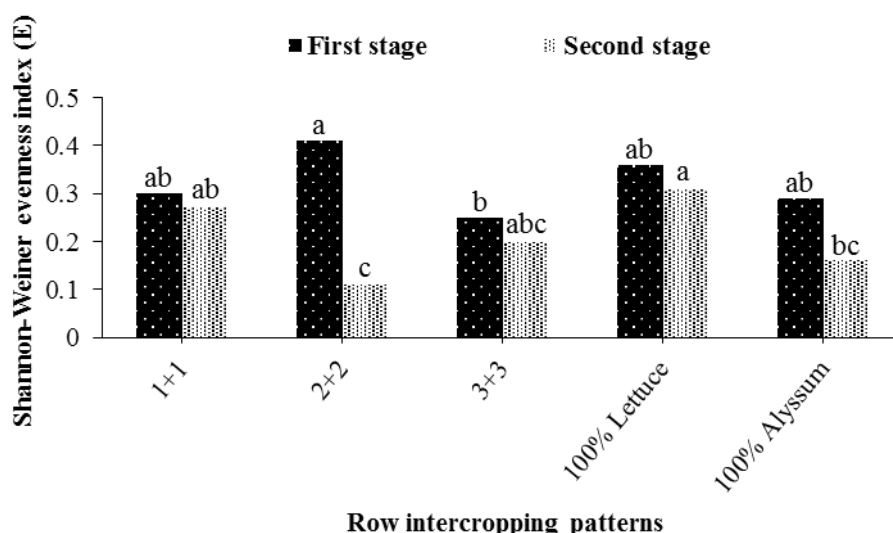 Shannon-Weiner evenness index (E)
First stage
Second stage
0.5
0.4
0.3
0.2
0.1
0
ab
ab
a
c
b
abc
ab
a
ab
bc
1+1
2+2
3+3
100% Lettuce
100% Alyssum
Row intercropping patterns